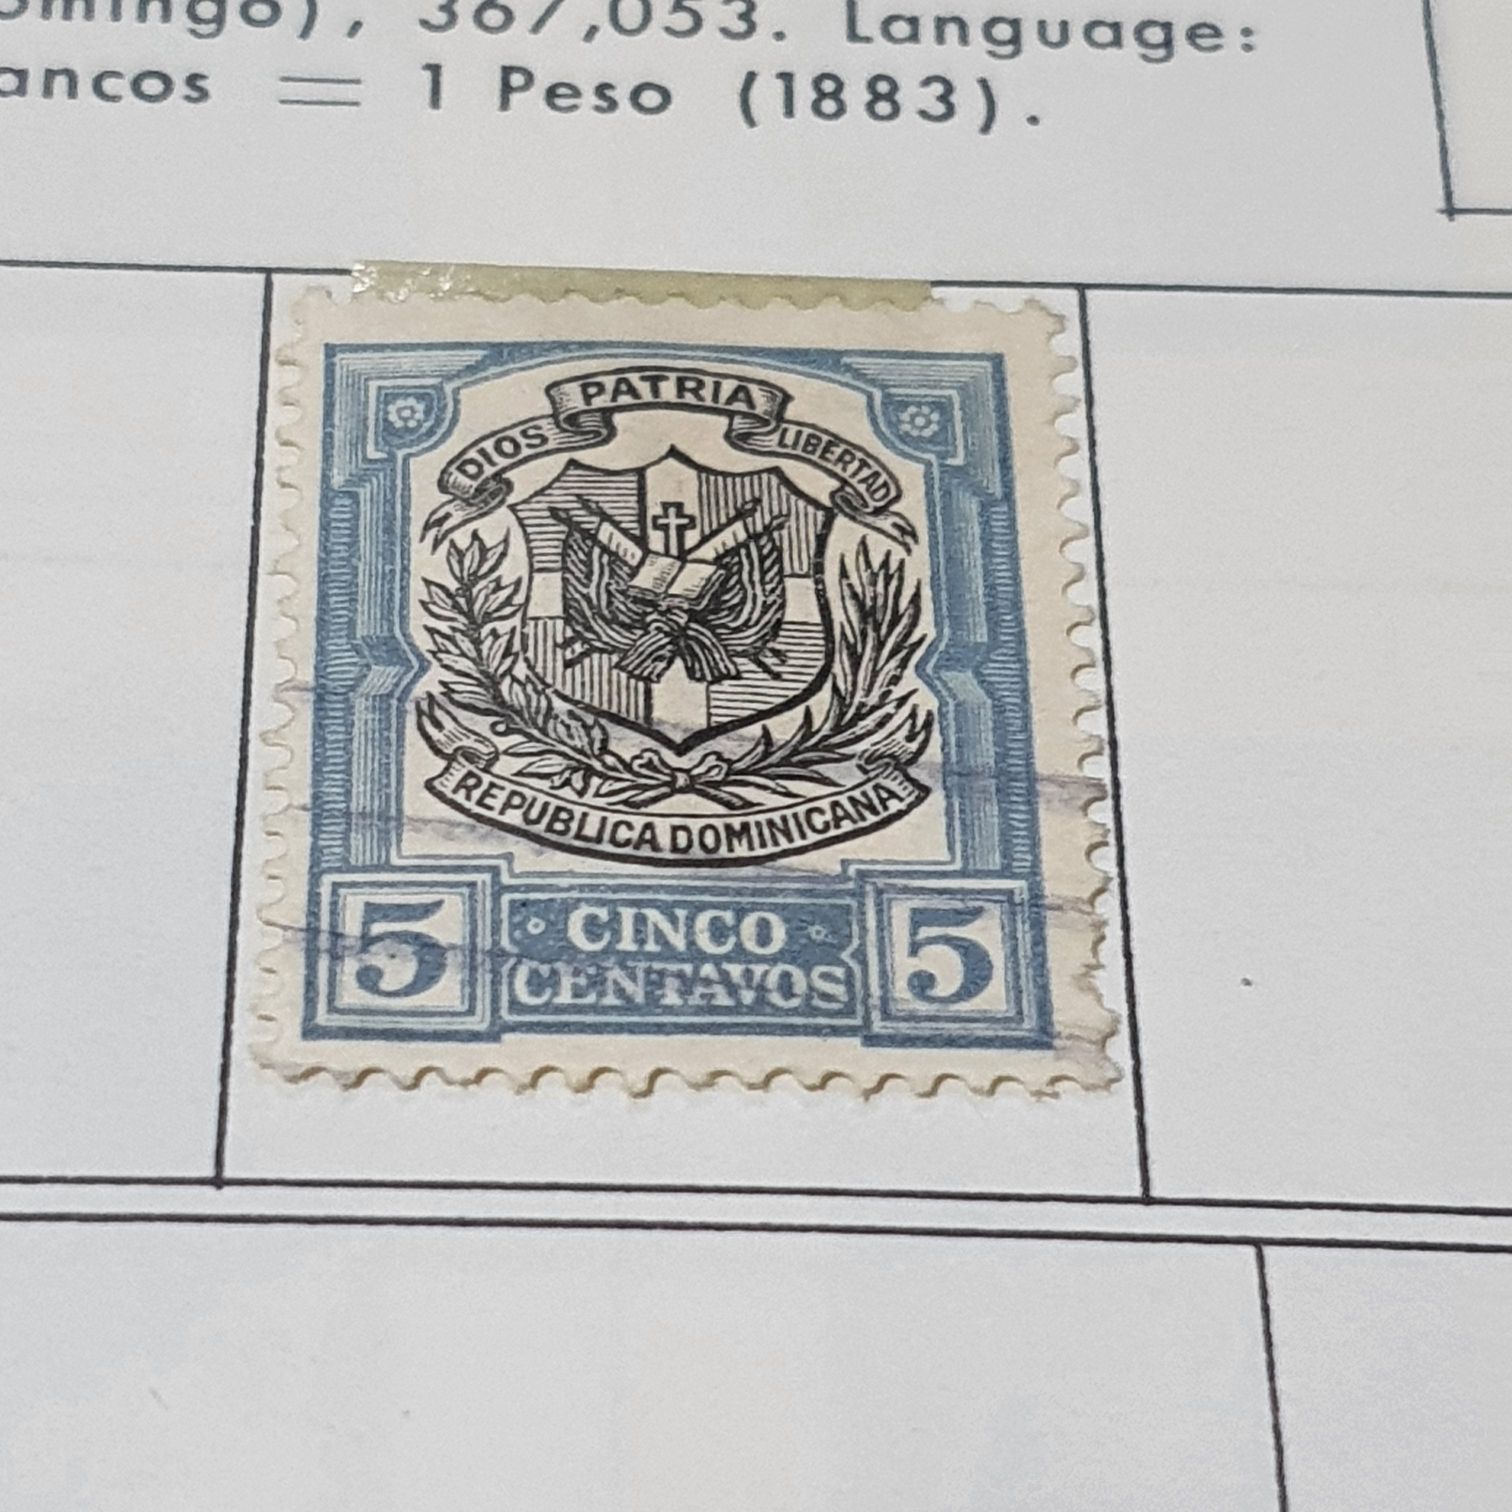 omingo), 367,053. Language:
ancos = 1 Peso (1883).
PATRIA
DIOS LIBERTAD
REPUBLICA DOMINICANA
5 CINCO 5
CENTAVOS